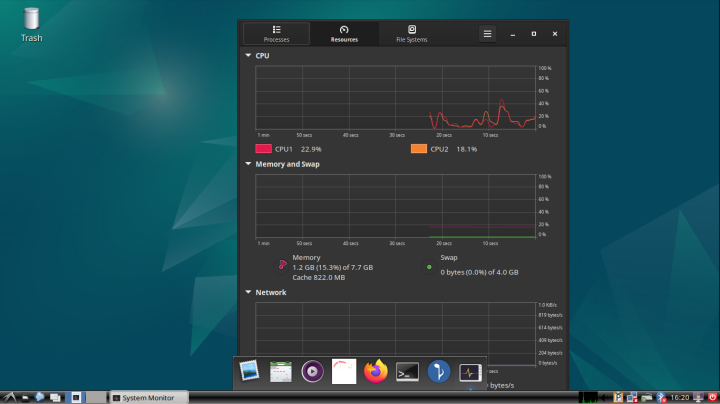 Trash
Processes
Resources
File Systems
CPU
100 %
80 %
60 %
40 %
20 %
0 %
1 min 50 secs 40 secs 30 secs 20 secs 10 secs
CPU1 22.9%
CPU2 18.1%
Memory and Swap
100 %
80 %
60 %
40 %
20 %
0 %
1 min 50 secs 40 secs 30 secs 20 secs 10 secs
Memory
1.2 GB (15.3%) of 7.7 GB
Cache 822.0 MB
Swap
0 bytes (0.0%) of 4.0 GB
Network
1.0 KiB/s
819 bytes/s
614 bytes/s
409 bytes/s
204 bytes/s
0 bytes/s
secs
bytes/s
System Monitor
16:20